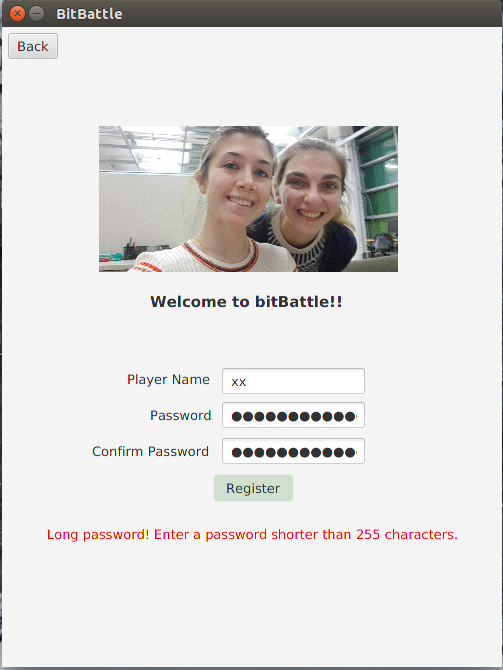 BitBattle
Back
Welcome to bitBattle!!
Player Name xx
Password ●●●●●●●●●●●
Confirm Password ●●●●●●●●●●●
Register
Long password! Enter a password shorter than 255 characters.